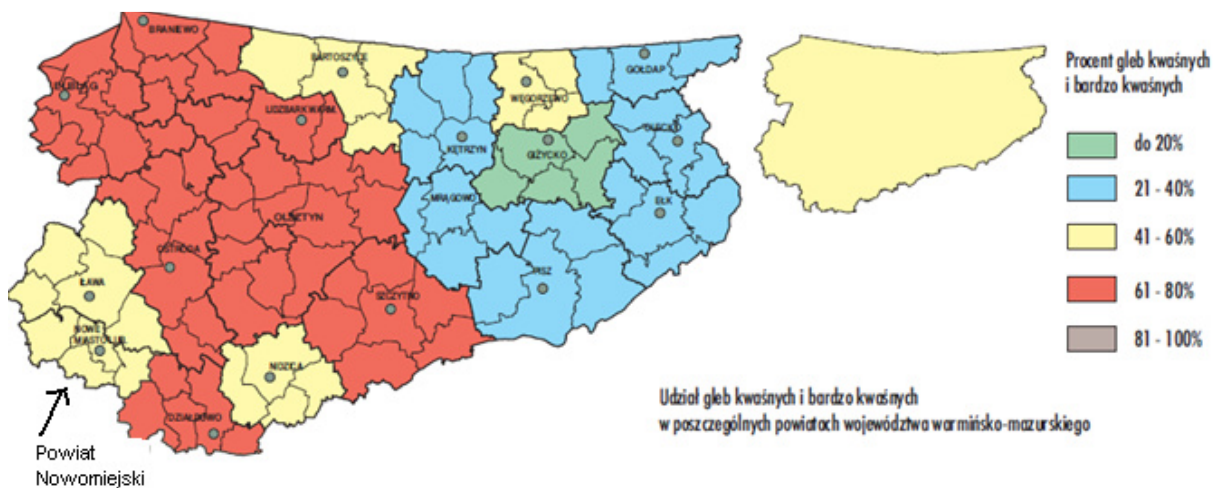 BRANIEWO
BARTOSZYCE
GOŁDAP
ELBLĄG
WĘGORZEWO
LIDZBARK WARM.
OLECKO
KĘTRZYN
GIŻYCKO
MRĄGOWO
EŁK
OLSZTYN
OSTRÓDA
PISZ
IŁAWA
SZCZYTNO
NOWE
MIASTO LUB.
NIDZICA
DZIAŁDOWO
Powiat
Nowomiejski
Procent gleb kwaśnych
i bardzo kwaśnych
do 20%
21 - 40%
41 - 60%
61 - 80%
81 - 100%
Udział gleb kwaśnych i bardzo kwaśnych
w poszczególnych powiatach województwa warmińsko-mazurskiego